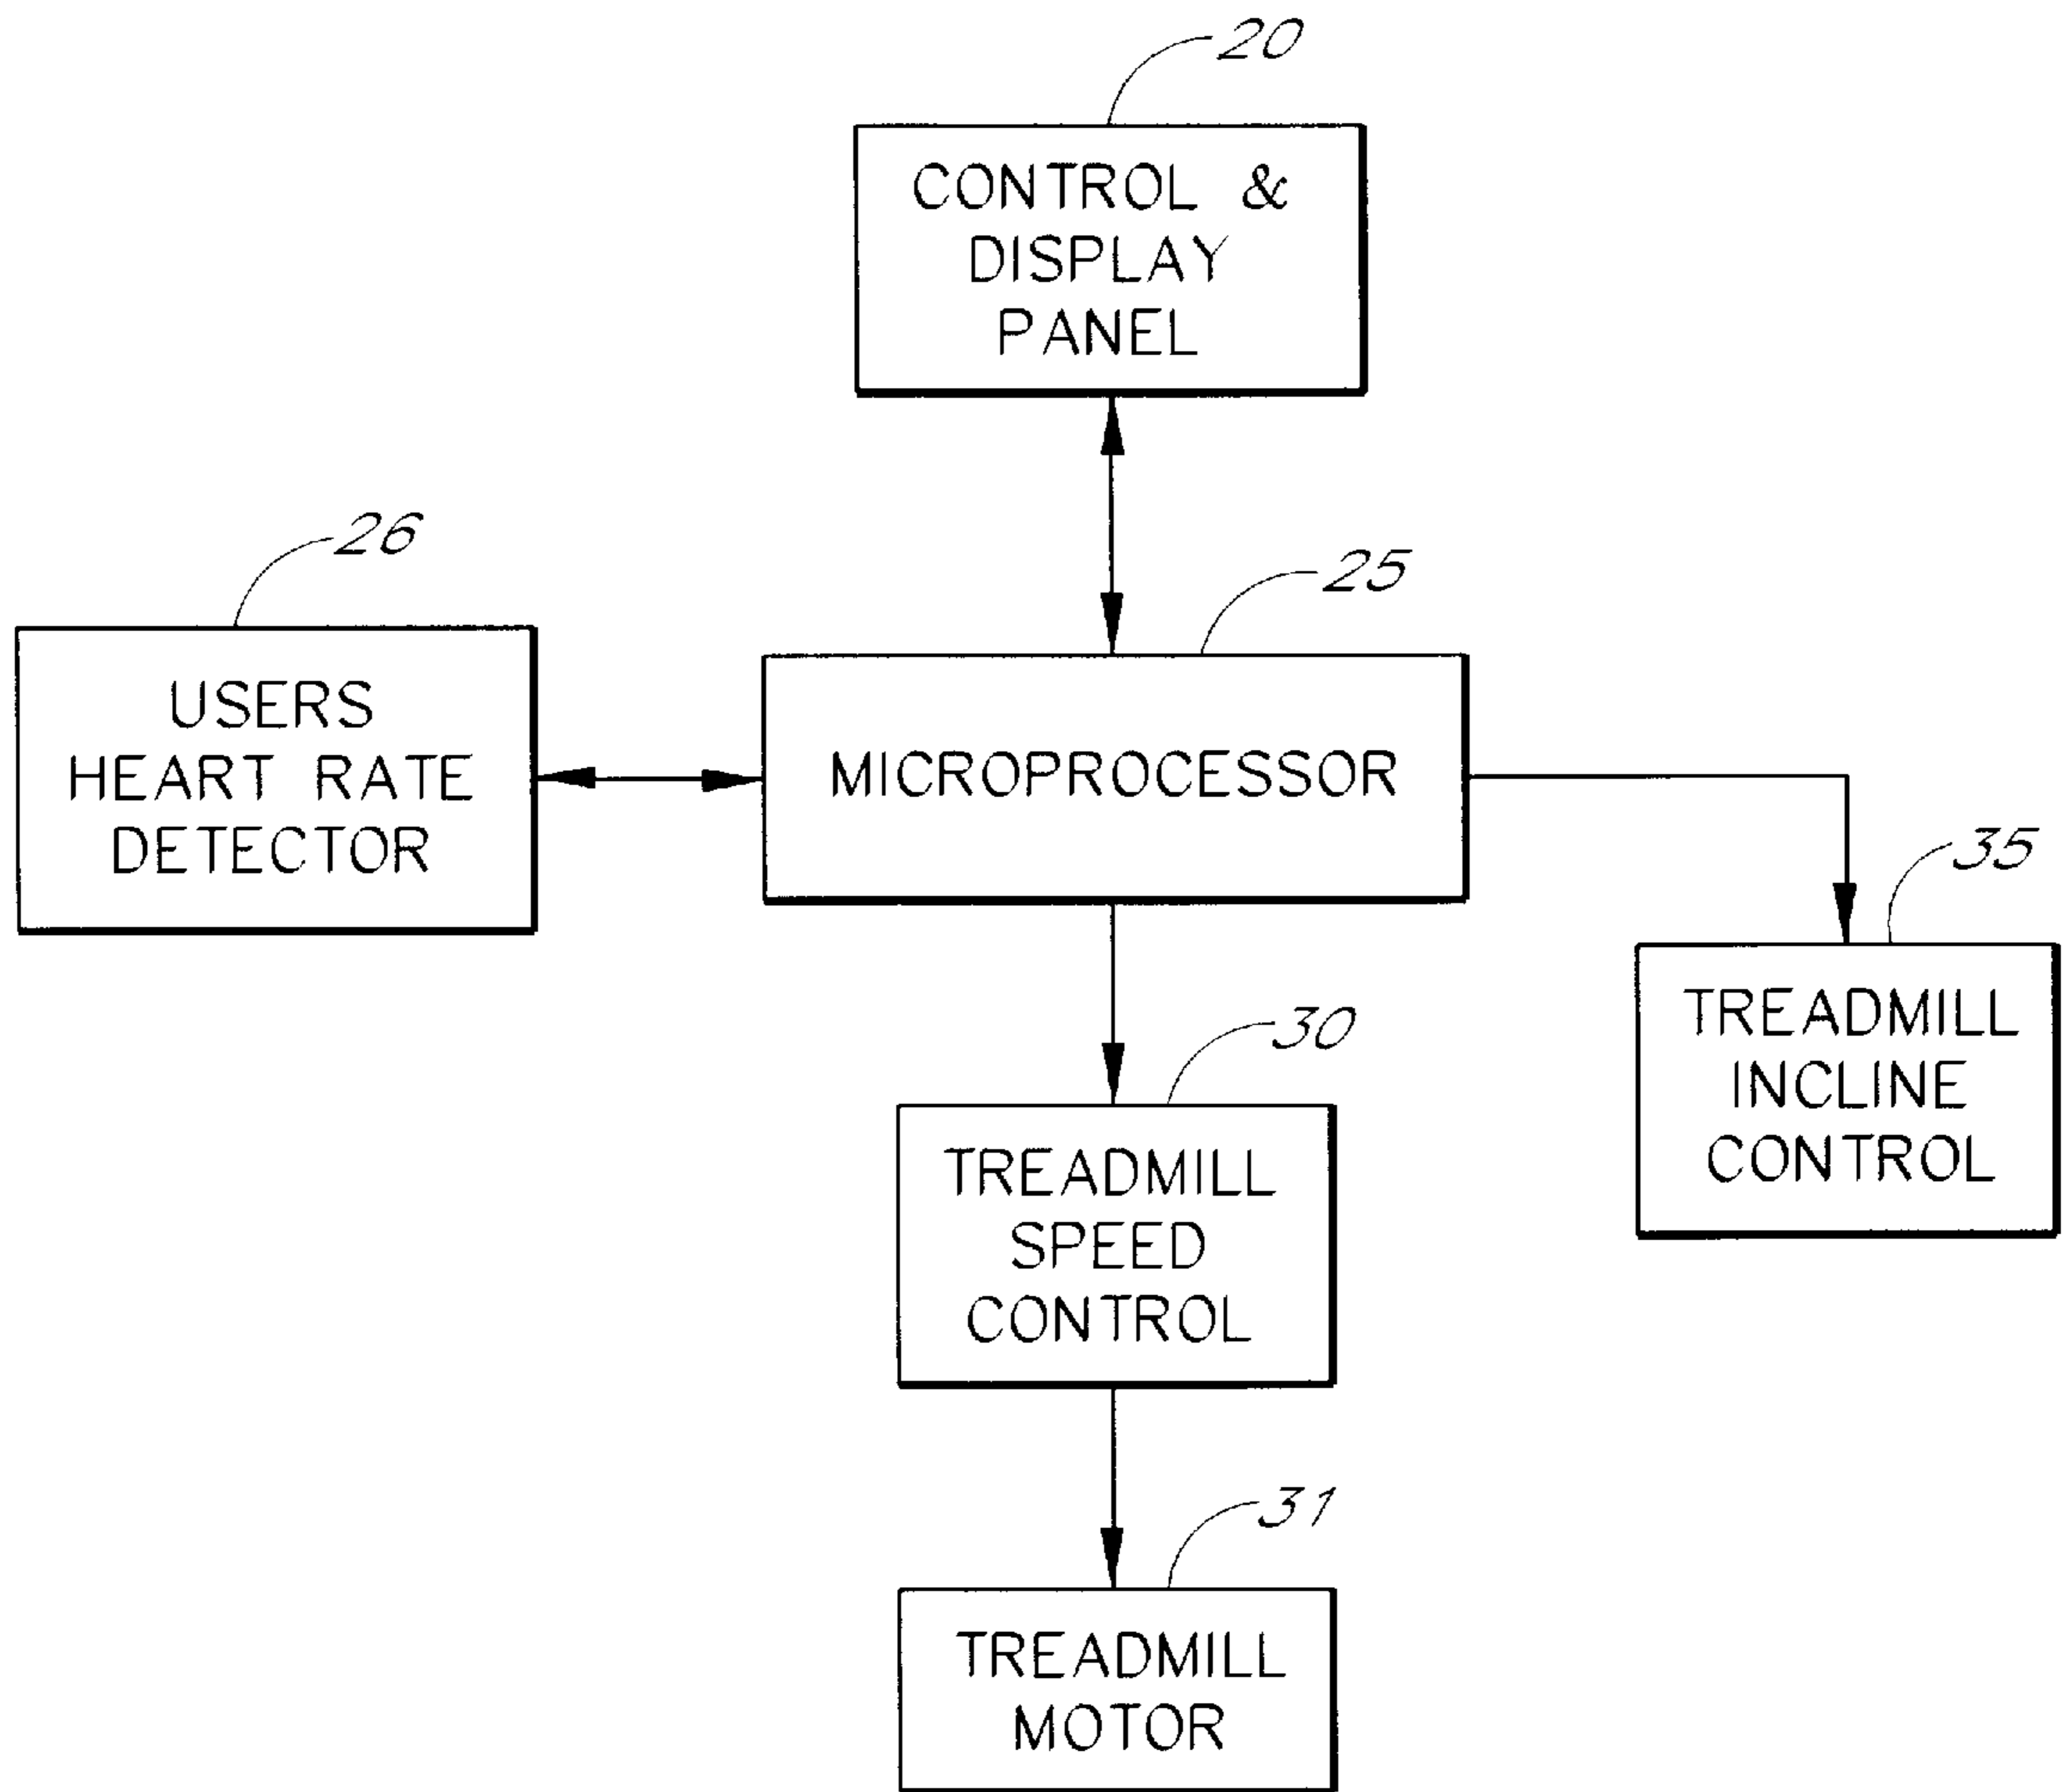 20
CONTROL &
DISPLAY
PANEL
26
USERS
HEART RATE
DETECTOR
25
MICROPROCESSOR
35
TREADMILL
INCLINE
CONTROL
30
TREADMILL
SPEED
CONTROL
31
TREADMILL
MOTOR